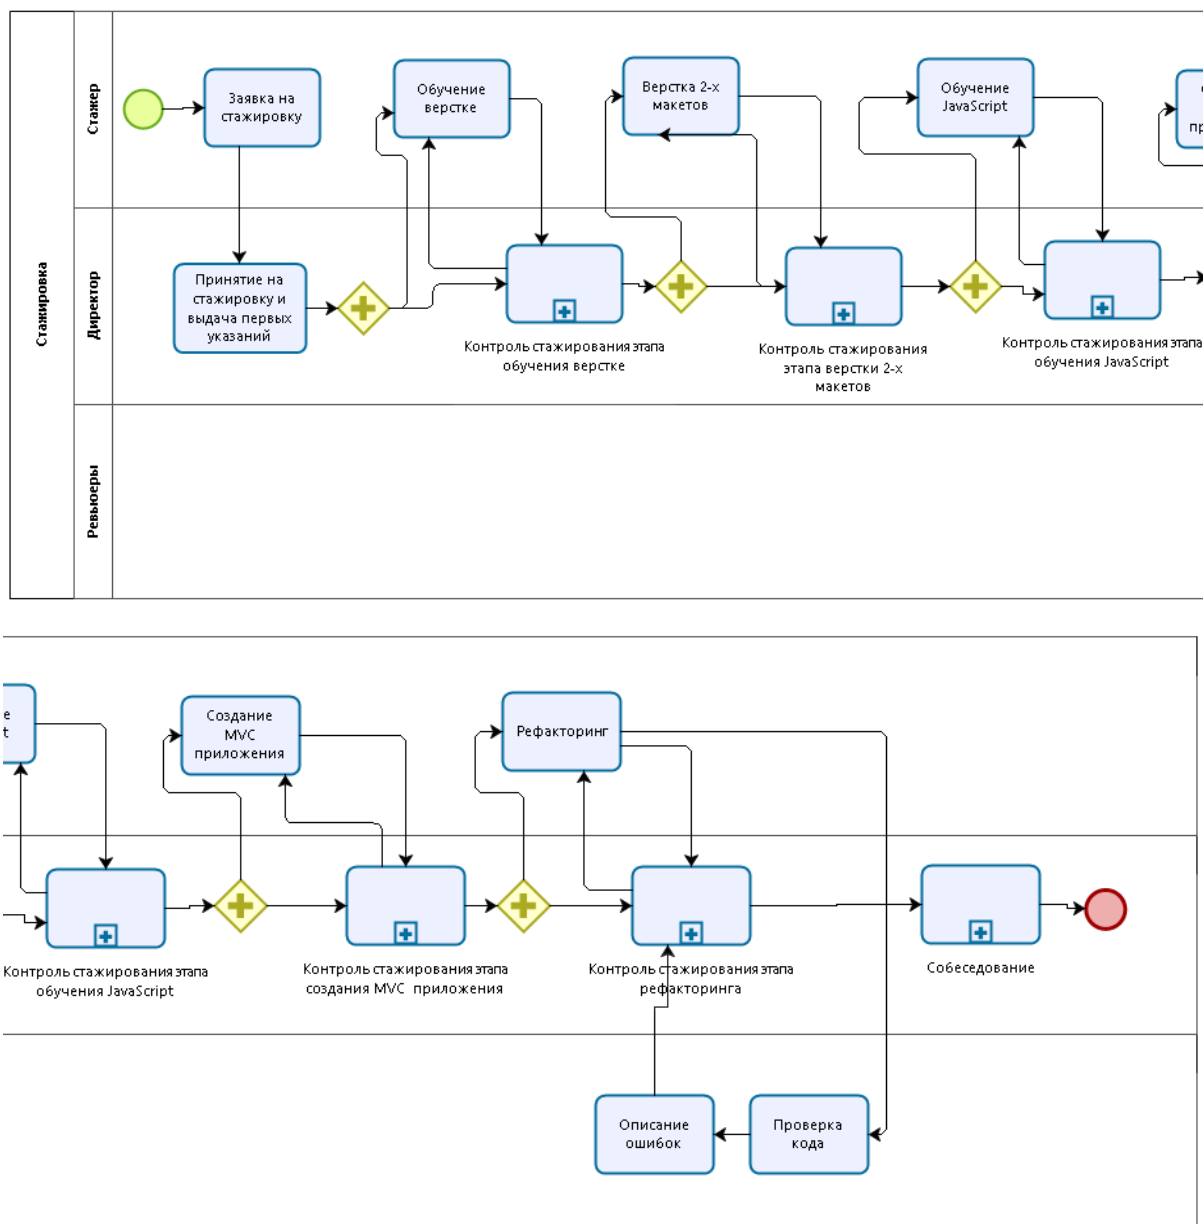 Стажировка
Стажер
Директор
Ревьюеры
Заявка на
стажировку
Обучение
верстке
Верстка 2-х
макетов
Обучение
JavaScript
Принятие на
стажировку и
выдача первых
указаний
Контроль стажирования этапа
обучения верстке
Контроль стажирования
этапа верстки 2-х
макетов
Контроль стажирования этапа
обучения JavaScript
Создание
MVC
приложения
Рефакторинг
Контроль стажирования этапа
обучения JavaScript
Контроль стажирования этапа
создания MVC приложения
Контроль стажирования этапа
рефакторинга
Собеседование
Описание
ошибок
Проверка
кода